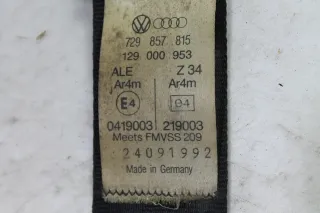 729 857 815
129 000 953
ALE Z 34
Ar4m Ar4m
E4 e4
0419003 219003
Meets FMVSS 209
24091992
Made in Germany